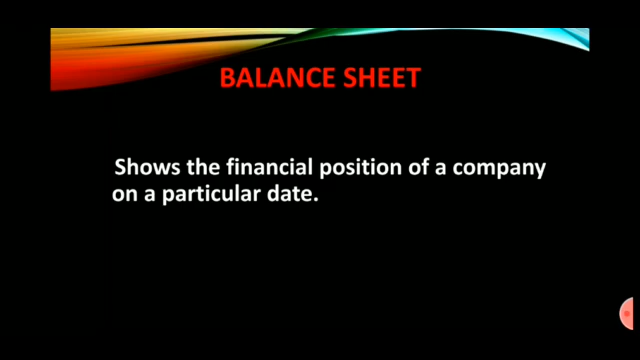 BALANCE SHEET
Shows the financial position of a company
on a particular date.